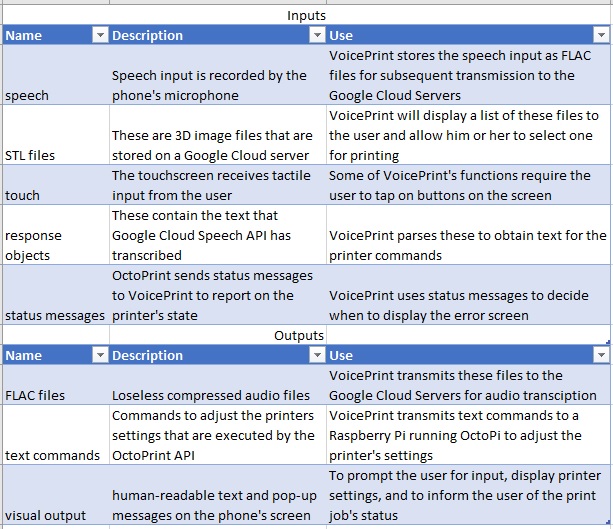 Inputs
Name Description Use
VoicePrint stores the speech input as FLAC
Speech input is recorded by the files for subsequent transmission to the
speech phone's microphone Google Cloud Servers
VoicePrint will display a list of these files to
These are 3D image files that are the user and allow him or her to select one
STL files stored on a Google Cloud server for printing
The touchscreen receives tactile Some of VoicePrint's functions require the
touch input from the user user to tap on buttons on the screen
These contain the text that
response Google Cloud Speech API has VoicePrint parses these to obtain text for the
objects transcribed printer commands
OctoPrint sends status messages
to VoicePrint to report on the VoicePrint uses status messages to decide
status messages printer's state when to display the error screen
Outputs
Name Description Use
VoicePrint transmits these files to the
FLAC files Loseless compressed audio files Google Cloud Servers for audio transciption
Commands to adjust the printers VoicePrint transmits text commands to a
settings that are executed by the Raspberry Pi running OctoPi to adjust the
text commands OctoPrint API printer's settings
To prompt the user for input, display printer
human-readable text and pop-up settings, and to inform the user of the print
visual output messages on the phone's screen job's status